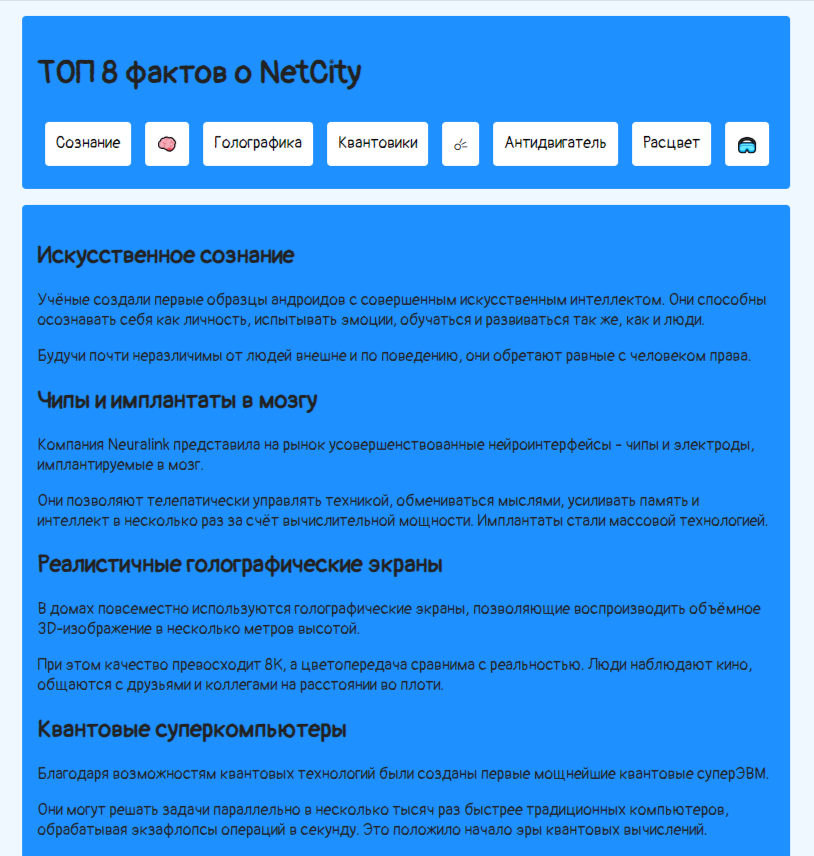 ТОП 8 фактов о NetCity
Сознание
Голографика
Квантовики
Антидвигатель
Расцвет
Искусственное сознание
Учёные создали первые образцы андроидов с совершенным искусственным интеллектом. Они способны
осознавать себя как личность, испытывать эмоции, обучаться и развиваться так же, как и люди.
Будучи почти неразличимы от людей внешне и по поведению, они обретают равные с человеком права.
Чипы и имплантаты в мозгу
Компания Neuralink представила на рынок усовершенствованные нейроинтерфейсы - чипы и электроды,
имплантируемые в мозг.
Они позволяют телепатически управлять техникой, обмениваться мыслями, усиливать память и
интеллект в несколько раз за счёт вычислительной мощности. Имплантаты стали массовой технологией.
Реалистичные голографические экраны
В домах повсеместно используются голографические экраны, позволяющие воспроизводить объёмное
3D-изображение в несколько метров высотой.
При этом качество превосходит 8К, а цветопередача сравнима с реальностью. Люди наблюдают кино,
общаются с друзьями и коллегами на расстоянии во плоти.
Квантовые суперкомпьютеры
Благодаря возможностям квантовых технологий были созданы первые мощнейшие квантовые суперЭВМ.
Они могут решать задачи параллельно в несколько тысяч раз быстрее традиционных компьютеров,
обрабатывая экзафлопсы операций в секунду. Это положило начало эры квантовых вычислений.